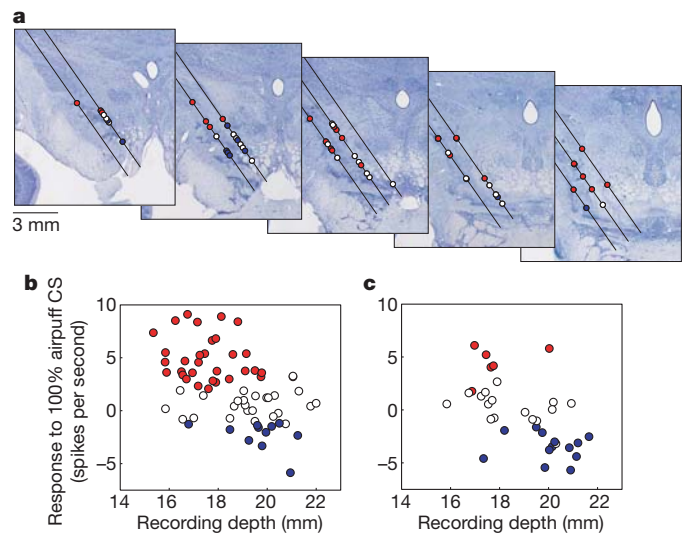 a
3 mm
b
c
Response to 100% airpuff CS
(spikes per second)
10
5
0
−5
14
16
18
20
22
Recording depth (mm)
10
5
0
−5
14
16
18
20
22
Recording depth (mm)